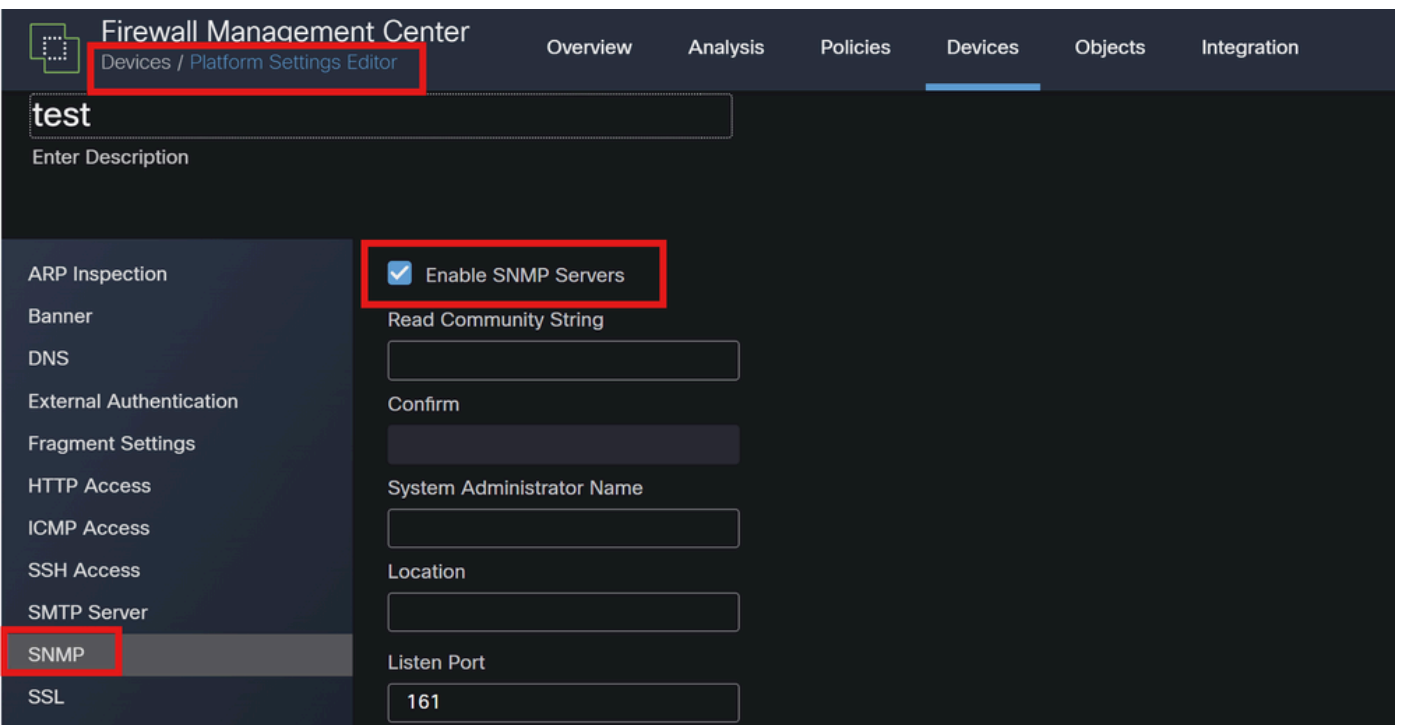 Firewall Management Center
Devices / Platform Settings Editor
Overview Analysis Policies Devices Objects Integration
test
Enter Description
ARP Inspection
Banner
DNS
External Authentication
Fragment Settings
HTTP Access
ICMP Access
SSH Access
SMTP Server
SNMP
SSL
Enable SNMP Servers
Read Community String
Confirm
System Administrator Name
Location
Listen Port
161